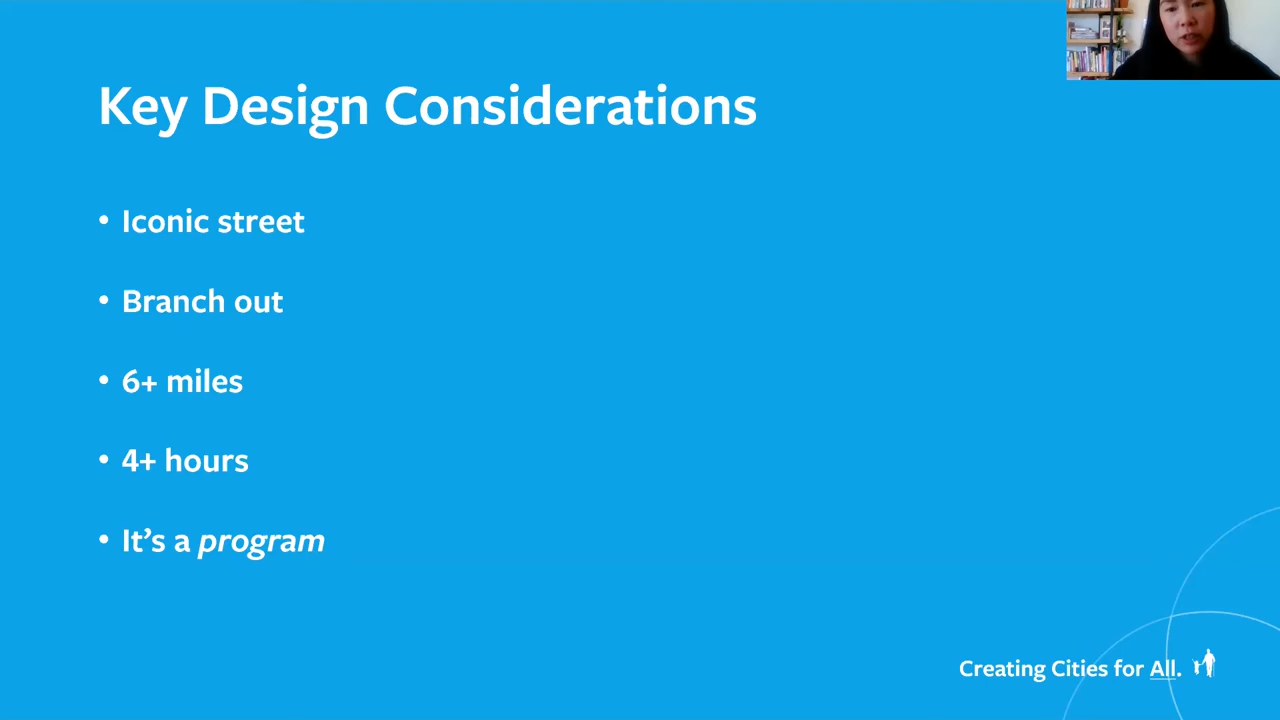 Key Design Considerations
• Iconic street
• Branch out
• 6+ miles
• 4+ hours
• It’s a program
Creating Cities for All.